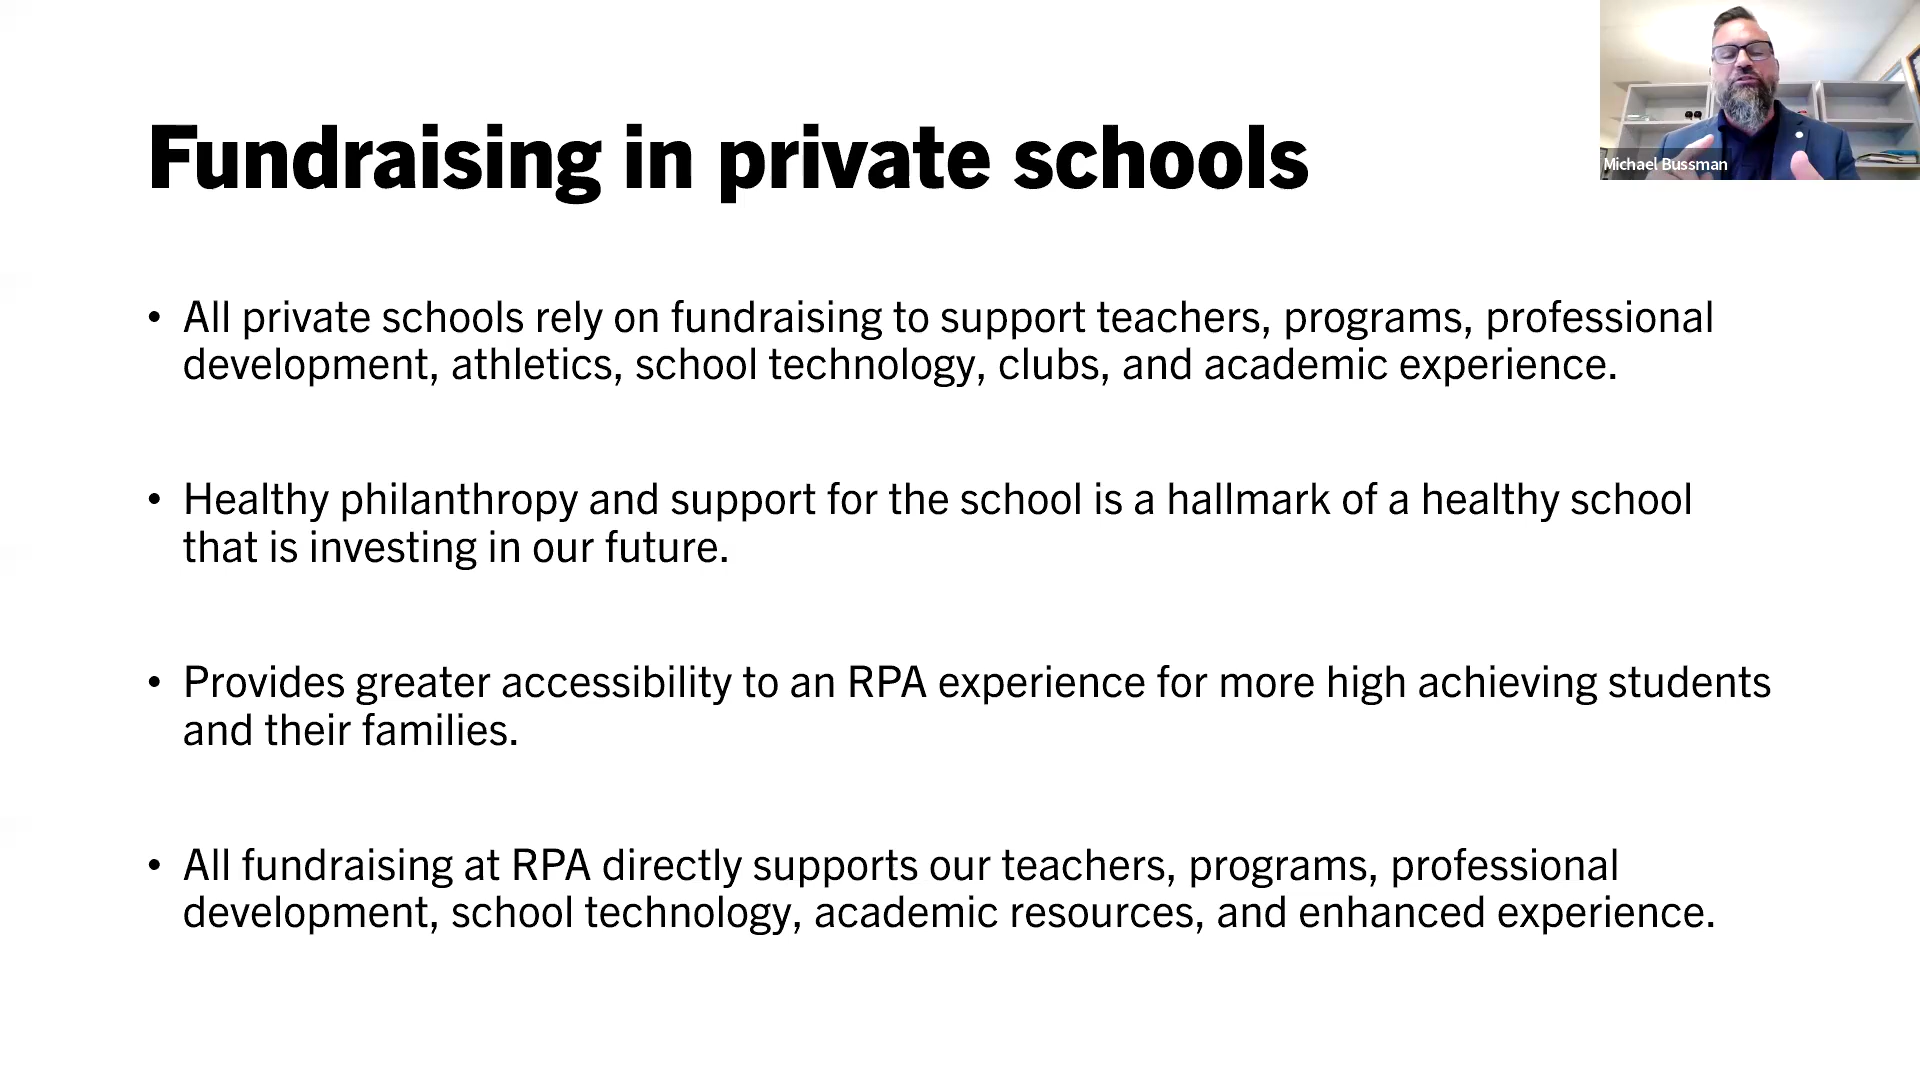 Fundraising in private schools
Michael Bussman
• All private schools rely on fundraising to support teachers, programs, professional
development, athletics, school technology, clubs, and academic experience.
• Healthy philanthropy and support for the school is a hallmark of a healthy school
that is investing in our future.
• Provides greater accessibility to an RPA experience for more high achieving students
and their families.
• All fundraising at RPA directly supports our teachers, programs, professional
development, school technology, academic resources, and enhanced experience.